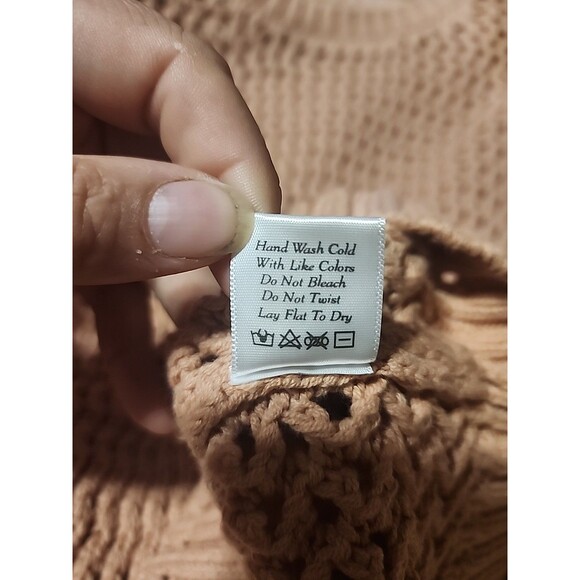 Hand Wash Cold
With Like Colors
Do Not Bleach
Do Not Twist
Lay Flat To Dry